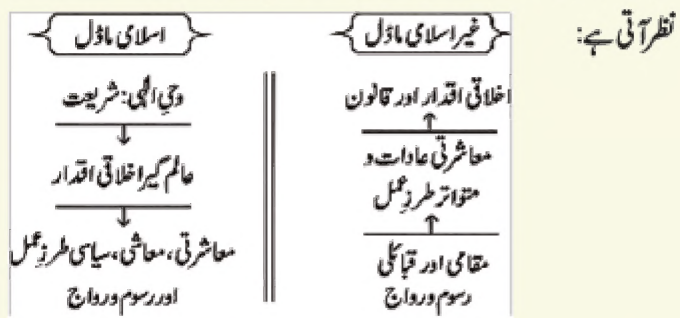 نظر آتی ہے:
غیر اسلامی ماڈل
اخلاقی اقدار اور قانون
معاشرتی عادات و
متواتر طرزِ عمل
مقامی اور قبائلی
رسوم و رواج
اسلامی ماڈل
وحیِ الٰہی: شریعت
عالم گیر اخلاقی اقدار
معاشرتی، معاشی، سیاسی طرزِ عمل
اور رسوم و رواج